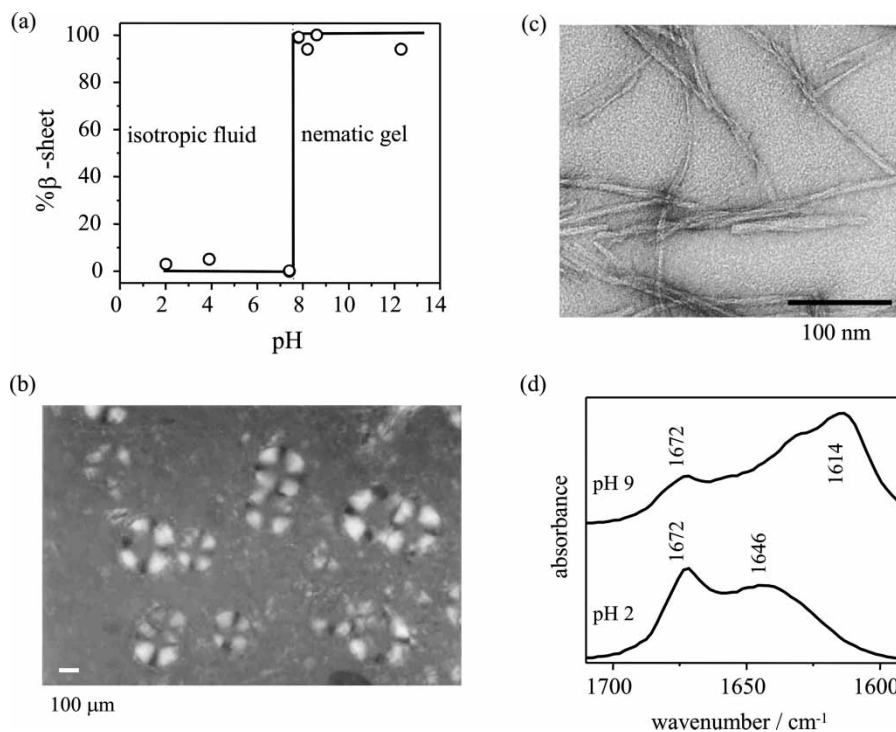 (a)
100
80
60
40
20
0
%β -sheet
isotropic fluid
nematic gel
0 2 4 6 8 10 12 14
pH
(b)
100 μm
(c)
100 nm
(d)
absorbance
1672
1614
pH 9
1672
1646
pH 2
1700 1650 1600
wavenumber / cm⁻¹